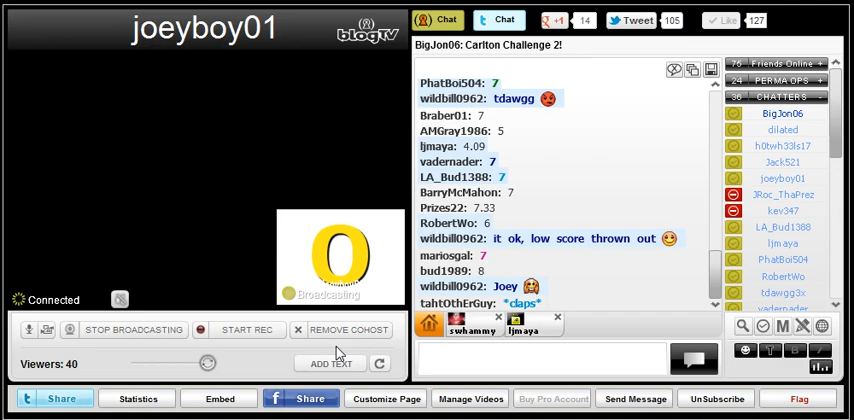 joeyboy01
blogTV
Chat
Chat
+1 14
Tweet 105
Like 127
BigJon06: Carlton Challenge 2!
PhatBoi504: 7
wildbill0962: tdawgg
Braber01: 7
AMGray1986: 5
ljmaya: 4.09
vadernader: 7
LA_Bud1388: 7
BarryMcMahon: 7
Prizes22: 7.33
RobertWo: 6
wildbill0962: it ok, low score thrown out
mariosgal: 7
bud1989: 8
wildbill0962: Joey
tahtOthErGuy: *claps*
75 Friends Online +
24 PERMA OPS +
36 CHATTERS -
BigJon06
dilated
h0twh33ls17
Jack521
joeyboy01
JRoc_ThaPrez
kev347
LA_Bud1388
ljmaya
PhatBoi504
RobertWo
tdawgg3x
vadernader
O
Broadcasting
Connected
STOP BROADCASTING
START REC
REMOVE COHOST
Viewers: 40
ADD TEXT
swhammy
ljmaya
M
T
B
I
Share
Statistics
Embed
f Share
Customize Page
Manage Videos
Buy Pro Account
Send Message
UnSubscribe
Flag